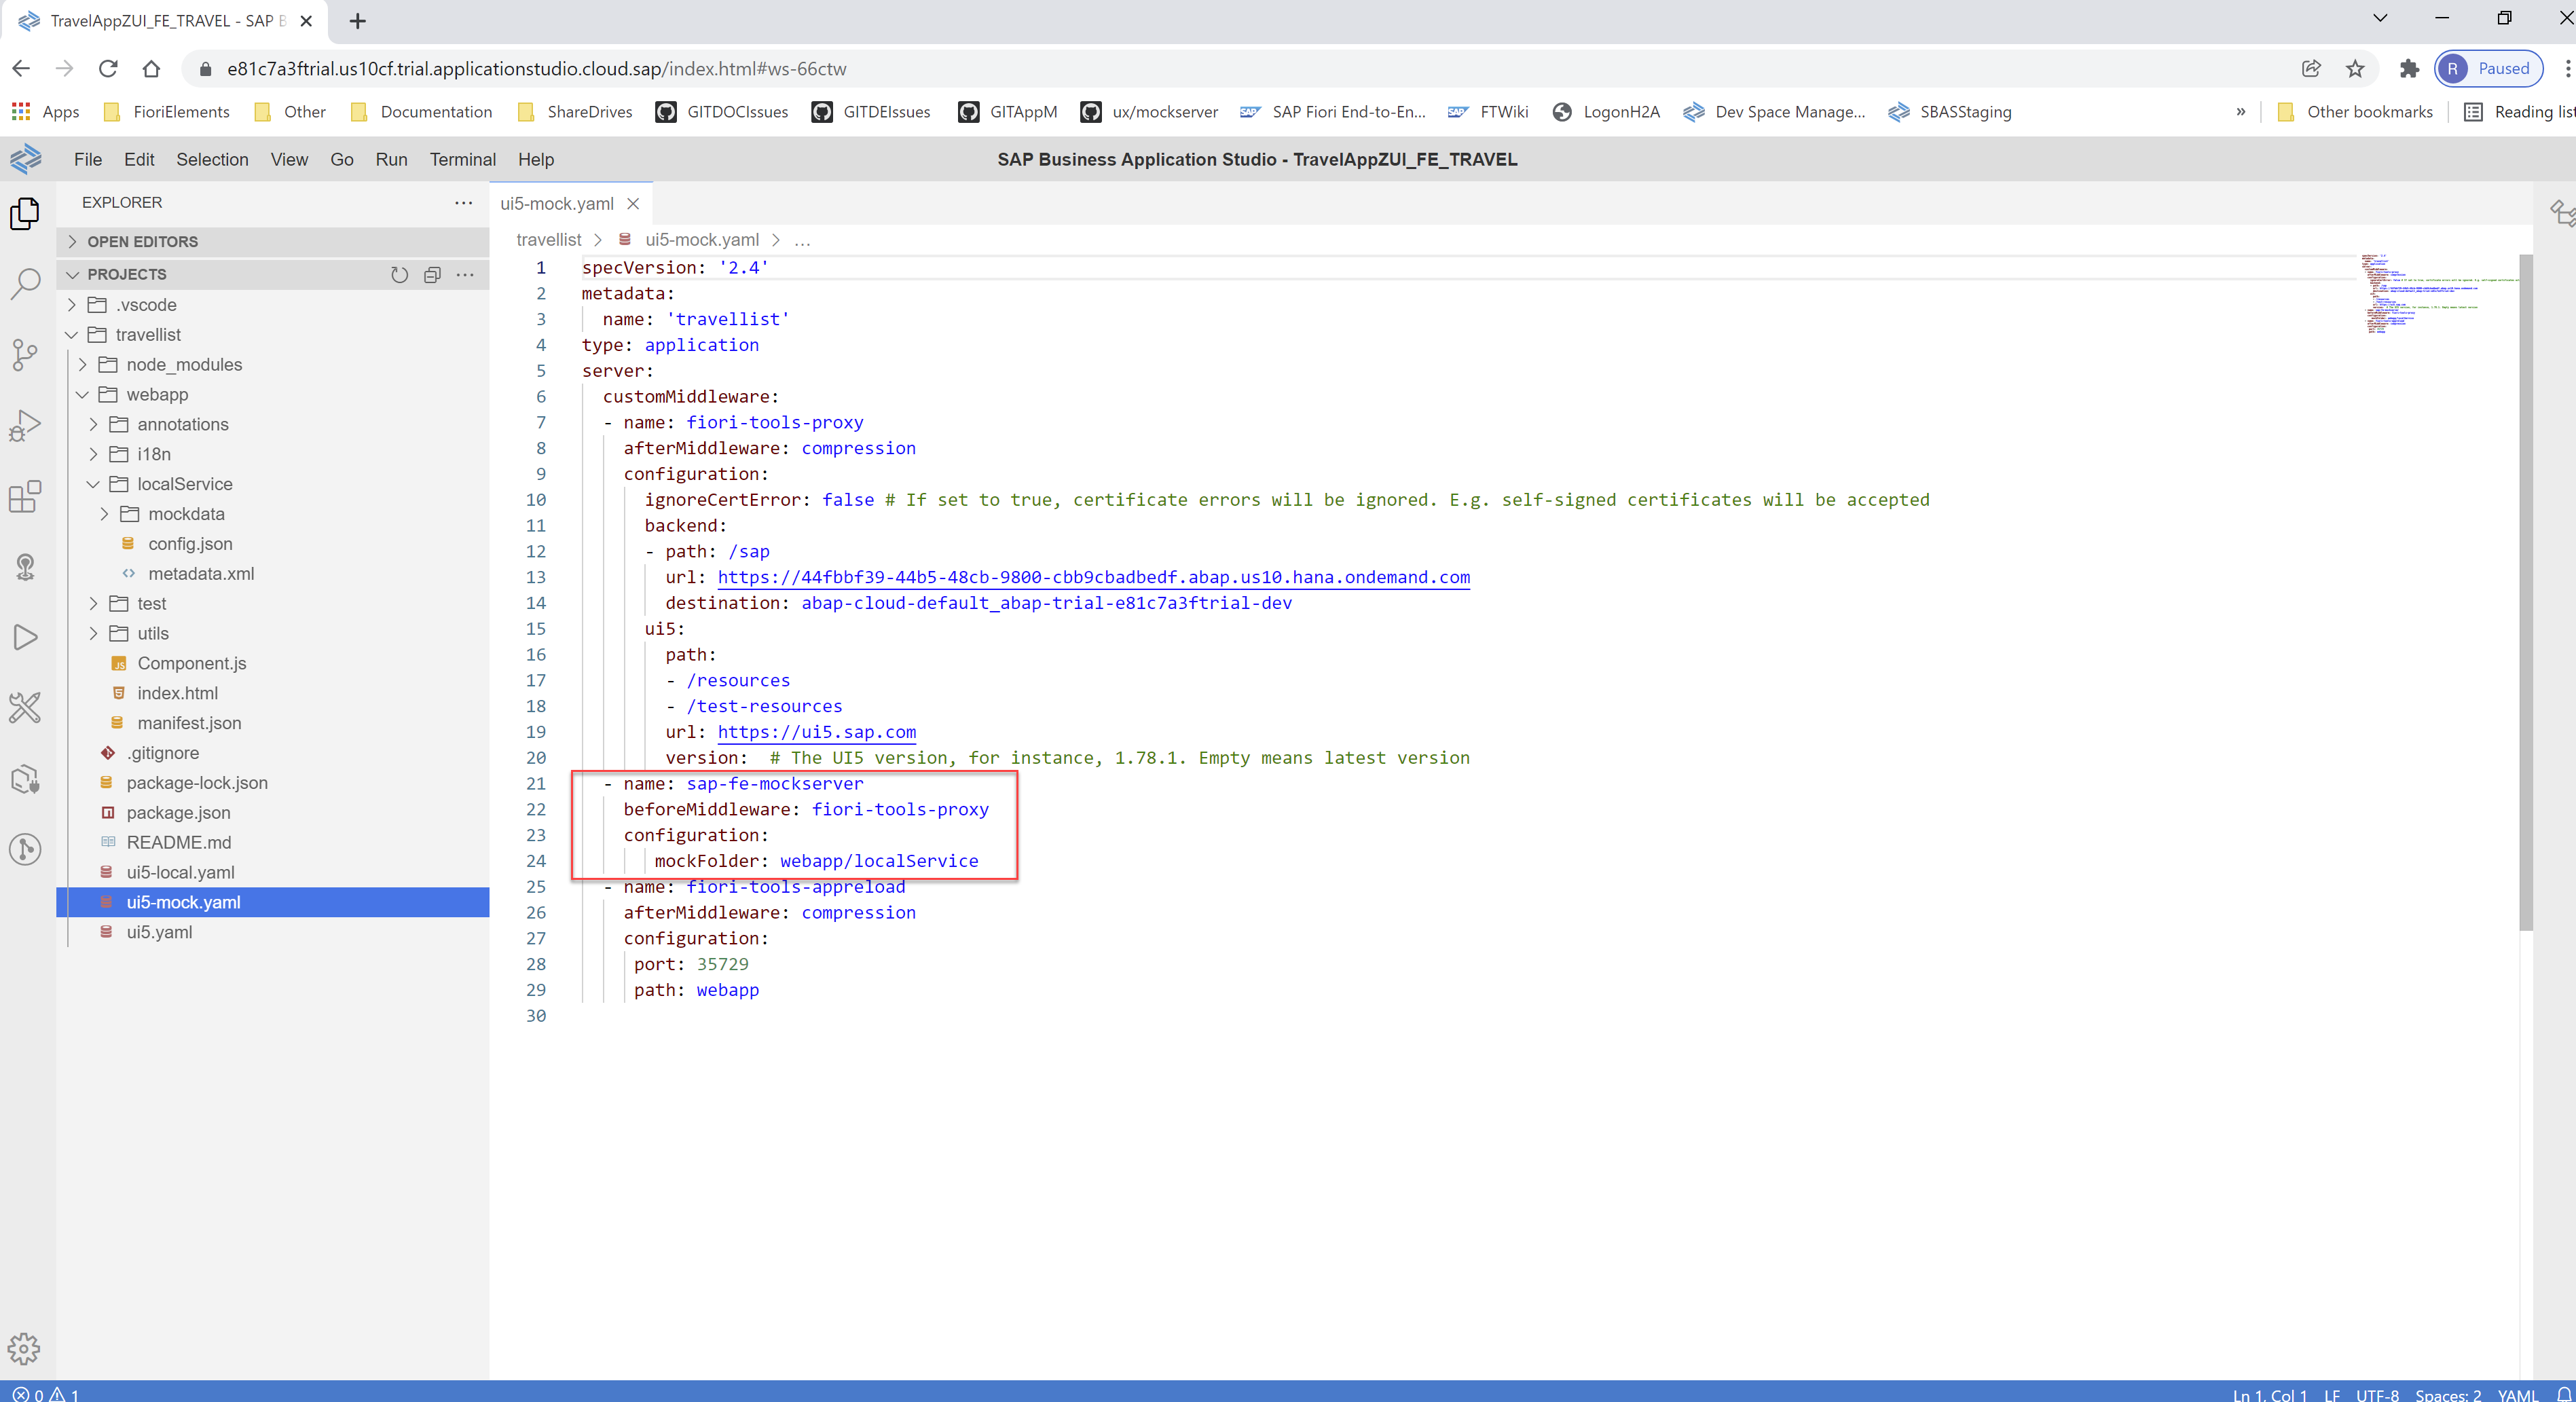 TravelAppZUI_FE_TRAVEL - SAP B
e81c7a3ftrial.us10cf.trial.applicationstudio.cloud.sap/index.html#ws-66ctw
R Paused
Apps FioriElements Other Documentation ShareDrives GITDOCIssues GITDEIssues GITAppM ux/mockserver SAP SAP Fiori End-to-En... SAP FTWiki LogonH2A Dev Space Manage... SBASStaging » Other bookmarks Reading list
File Edit Selection View Go Run Terminal Help
SAP Business Application Studio - TravelAppZUI_FE_TRAVEL
EXPLORER
OPEN EDITORS
PROJECTS
.vscode
travellist
node_modules
webapp
annotations
i18n
localService
mockdata
config.json
metadata.xml
test
utils
JS Component.js
index.html
manifest.json
.gitignore
package-lock.json
package.json
README.md
ui5-local.yaml
ui5-mock.yaml
ui5.yaml
ui5-mock.yaml
travellist > ui5-mock.yaml > ...
1 specVersion: '2.4'
2 metadata:
3 name: 'travellist'
4 type: application
5 server:
6 customMiddleware:
7 - name: fiori-tools-proxy
8 afterMiddleware: compression
9 configuration:
10 ignoreCertError: false # If set to true, certificate errors will be ignored. E.g. self-signed certificates will be accepted
11 backend:
12 - path: /sap
13 url: https://44fbbf39-44b5-48cb-9800-cbb9cbadbedf.abap.us10.hana.ondemand.com
14 destination: abap-cloud-default_abap-trial-e81c7a3ftrial-dev
15 ui5:
16 path:
17 - /resources
18 - /test-resources
19 url: https://ui5.sap.com
20 version: # The UI5 version, for instance, 1.78.1. Empty means latest version
21 - name: sap-fe-mockserver
22 beforeMiddleware: fiori-tools-proxy
23 configuration:
24 mockFolder: webapp/localService
25 - name: fiori-tools-appreload
26 afterMiddleware: compression
27 configuration:
28 port: 35729
29 path: webapp
30
0 1
Ln 1, Col 1 LF UTF-8 Spaces: 2 YAML